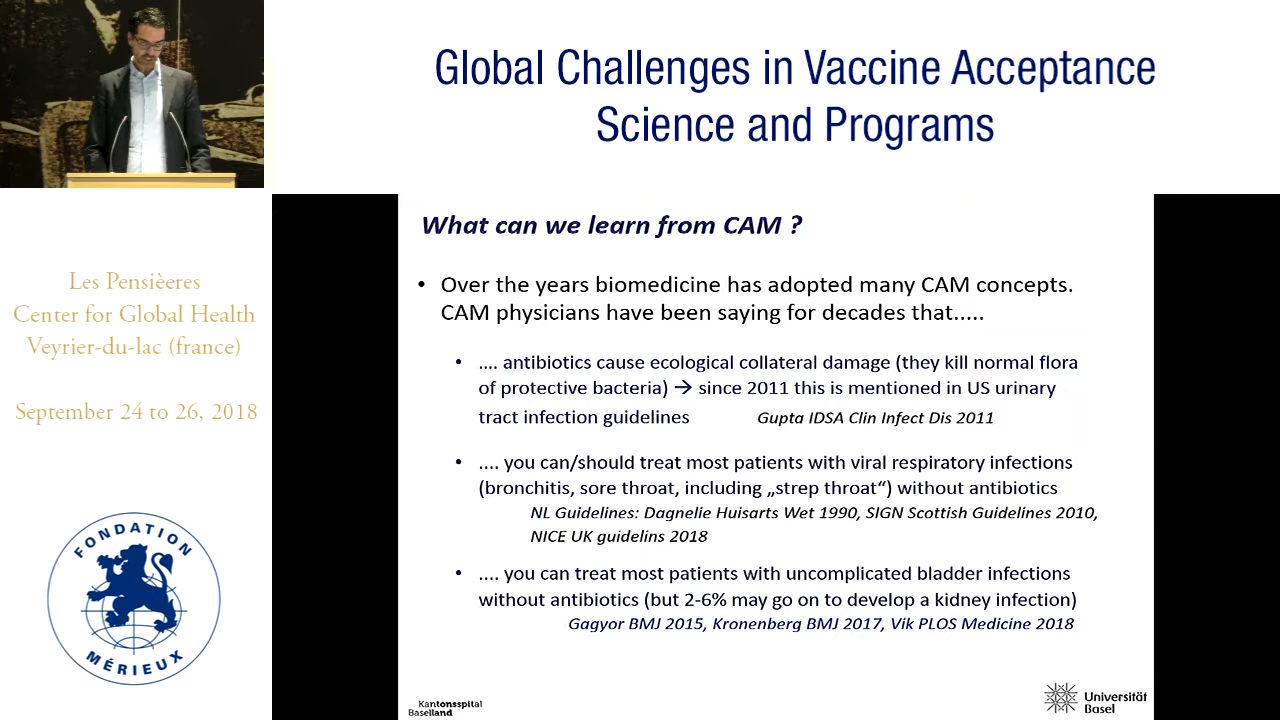 Global Challenges in Vaccine Acceptance
Science and Programs
Les Pensièeres
Center for Global Health
Veyrier-du-lac (france)
September 24 to 26, 2018
FONDATION
MÉRIEUX
What can we learn from CAM ?
• Over the years biomedicine has adopted many CAM concepts.
CAM physicians have been saying for decades that.....
• .... antibiotics cause ecological collateral damage (they kill normal flora
of protective bacteria) → since 2011 this is mentioned in US urinary
tract infection guidelines Gupta IDSA Clin Infect Dis 2011
• .... you can/should treat most patients with viral respiratory infections
(bronchitis, sore throat, including „strep throat“) without antibiotics
NL Guidelines: Dagnelie Huisarts Wet 1990, SIGN Scottish Guidelines 2010,
NICE UK guidelins 2018
• .... you can treat most patients with uncomplicated bladder infections
without antibiotics (but 2-6% may go on to develop a kidney infection)
Gagyor BMJ 2015, Kronenberg BMJ 2017, Vik PLOS Medicine 2018
Kantonsspital
Baselland
Universität
Basel